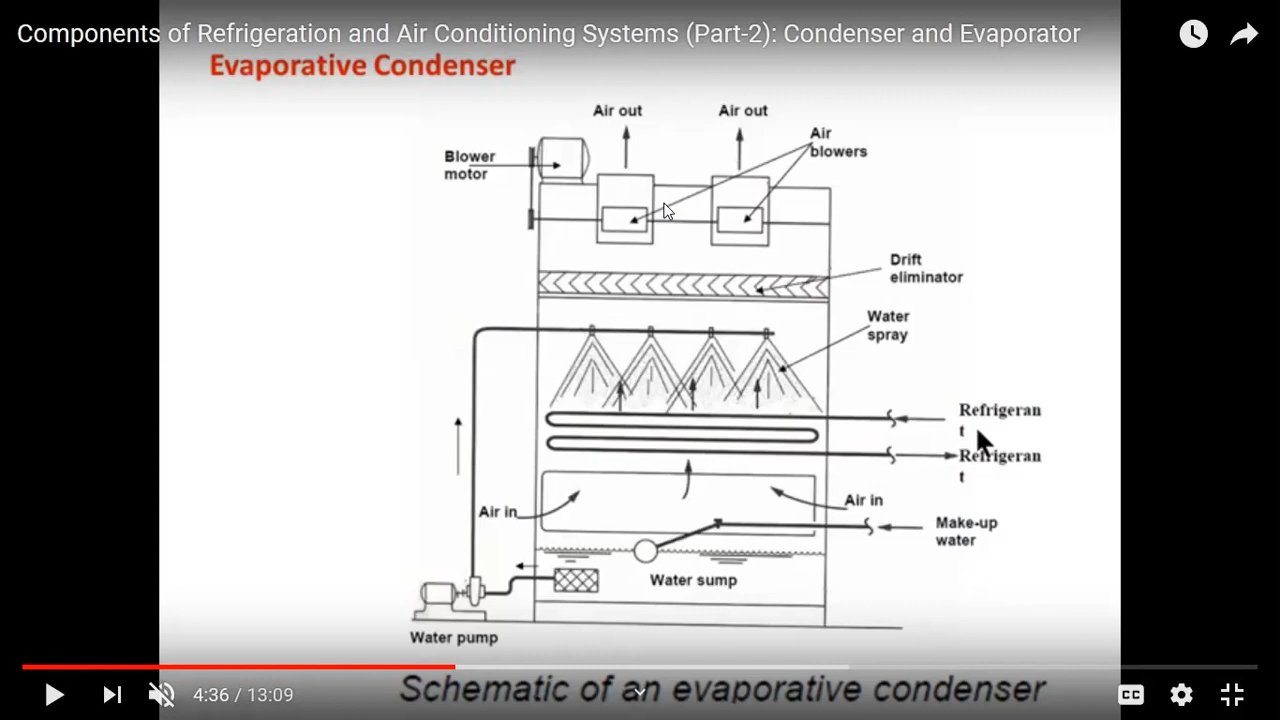 Components of Refrigeration and Air Conditioning Systems (Part-2): Condenser and Evaporator
Evaporative Condenser
Air out
Air out
Air
blowers
Blower
motor
Drift
eliminator
Water
spray
Refrigeran
t
Refrigeran
t
Air in
Air in
Make-up
water
Water sump
Water pump
4:36 / 13:09
Schematic of an evaporative condenser
CC